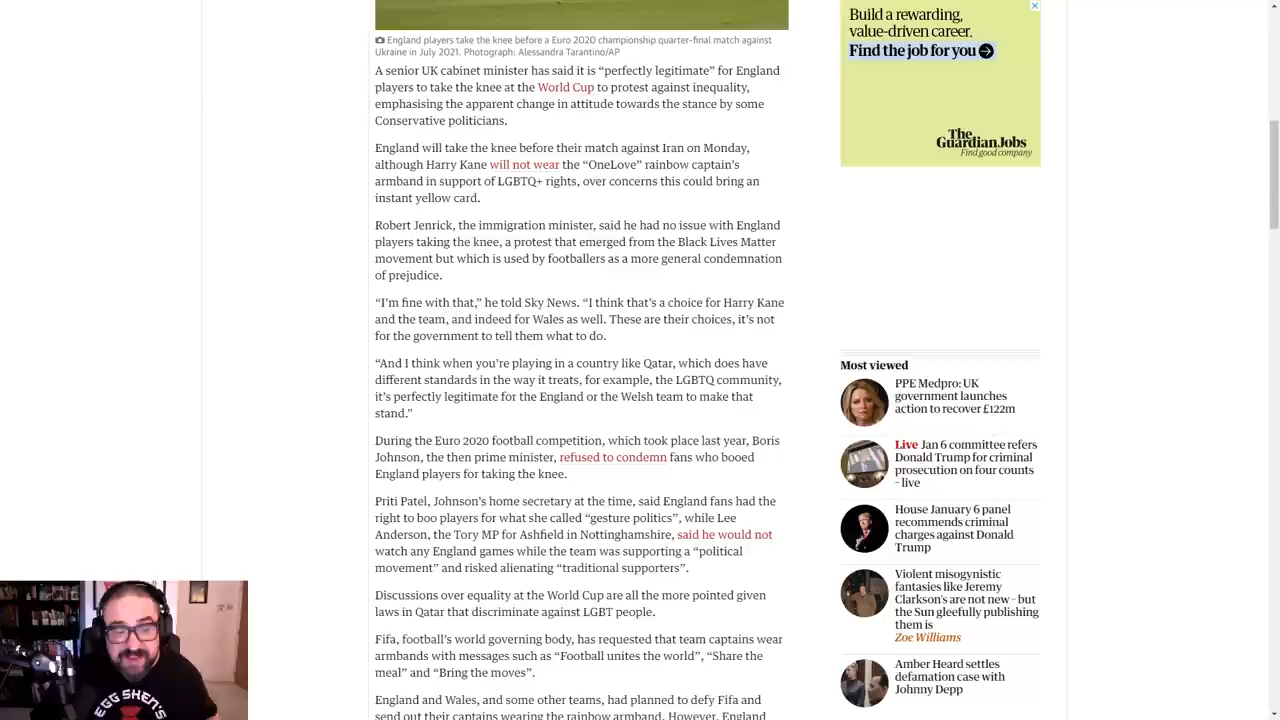 England players take the knee before a Euro 2020 championship quarter-final match against
Ukraine in July 2021. Photograph: Alessandra Tarantino/AP
A senior UK cabinet minister has said it is “perfectly legitimate” for England
players to take the knee at the World Cup to protest against inequality,
emphasising the apparent change in attitude towards the stance by some
Conservative politicians.
England will take the knee before their match against Iran on Monday,
although Harry Kane will not wear the “OneLove” rainbow captain’s
armband in support of LGBTQ+ rights, over concerns this could bring an
instant yellow card.
Robert Jenrick, the immigration minister, said he had no issue with England
players taking the knee, a protest that emerged from the Black Lives Matter
movement but which is used by footballers as a more general condemnation
of prejudice.
“I’m fine with that,” he told Sky News. “I think that’s a choice for Harry Kane
and the team, and indeed for Wales as well. These are their choices, it’s not
for the government to tell them what to do.
“And I think when you’re playing in a country like Qatar, which does have
different standards in the way it treats, for example, the LGBTQ community,
it’s perfectly legitimate for the England or the Welsh team to make that
stand.”
During the Euro 2020 football competition, which took place last year, Boris
Johnson, the then prime minister, refused to condemn fans who booed
England players for taking the knee.
Priti Patel, Johnson’s home secretary at the time, said England fans had the
right to boo players for what she called “gesture politics”, while Lee
Anderson, the Tory MP for Ashfield in Nottinghamshire, said he would not
watch any England games while the team was supporting a “political
movement” and risked alienating “traditional supporters”.
Discussions over equality at the World Cup are all the more pointed given
laws in Qatar that discriminate against LGBT people.
Fifa, football’s world governing body, has requested that team captains wear
armbands with messages such as “Football unites the world”, “Share the
meal” and “Bring the moves”.
England and Wales, and some other teams, had planned to defy Fifa and
send out their captains wearing the rainbow armband. However, England
Build a rewarding,
value-driven career.
Find the job for you
The
Guardian Jobs
Find good company
Most viewed
PPE Medpro: UK
government launches
action to recover £122m
Live Jan 6 committee refers
Donald Trump for criminal
prosecution on four counts
– live
House January 6 panel
recommends criminal
charges against Donald
Trump
Violent misogynistic
fantasies like Jeremy
Clarkson’s are not new – but
the Sun gleefully publishing
them is
Zoe Williams
Amber Heard settles
defamation case with
Johnny Depp
EGG SHEN'S